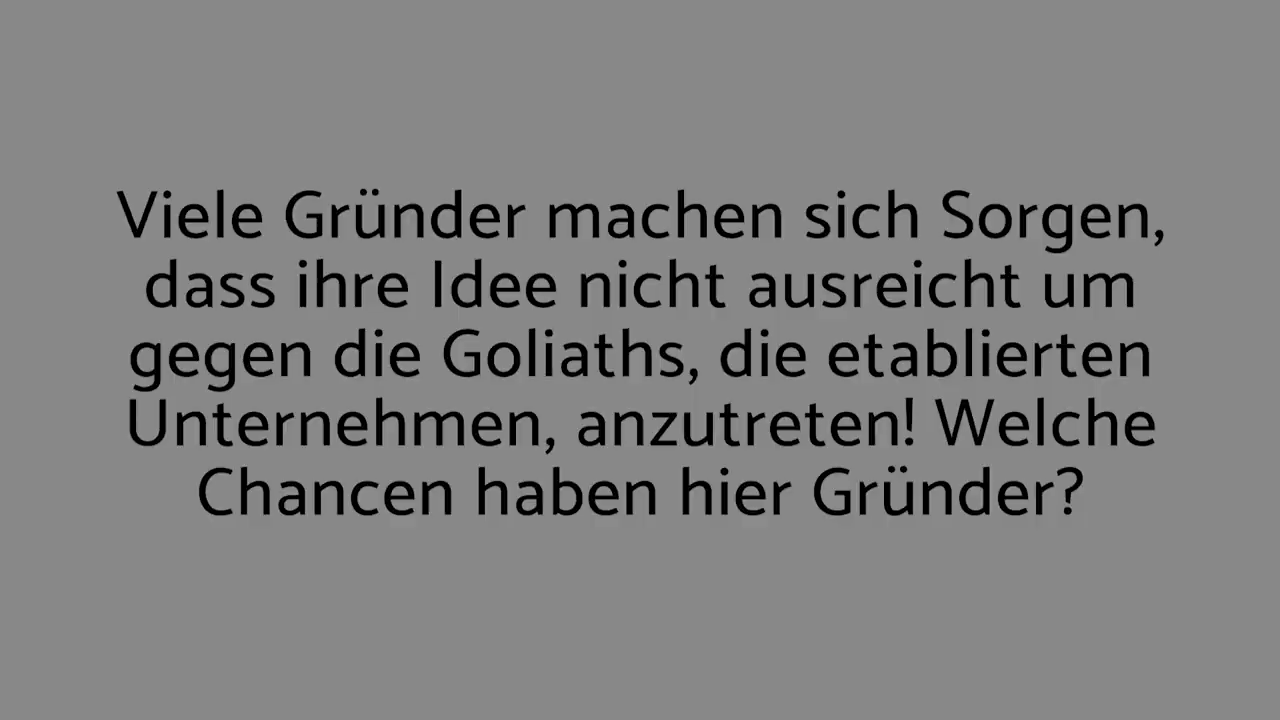 Viele Gründer machen sich Sorgen,
dass ihre Idee nicht ausreicht um
gegen die Goliaths, die etablierten
Unternehmen, anzutreten! Welche
Chancen haben hier Gründer?